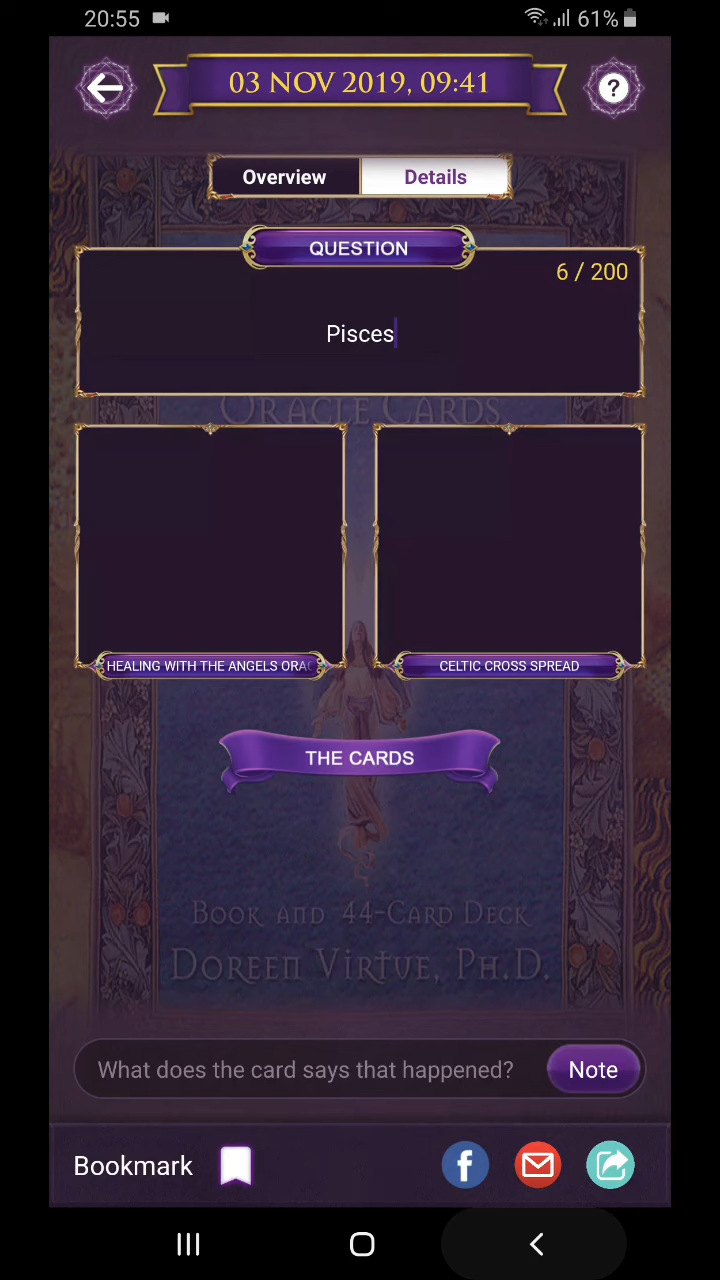 20:55
61%
03 NOV 2019, 09:41
?
Overview
Details
QUESTION
6 / 200
Pisces
ORACLE CARDS
HEALING WITH THE ANGELS ORAC
CELTIC CROSS SPREAD
THE CARDS
BOOK AND 44-CARD DECK
DOREEN VIRTUE, PH.D.
What does the card says that happened?
Note
Bookmark
f